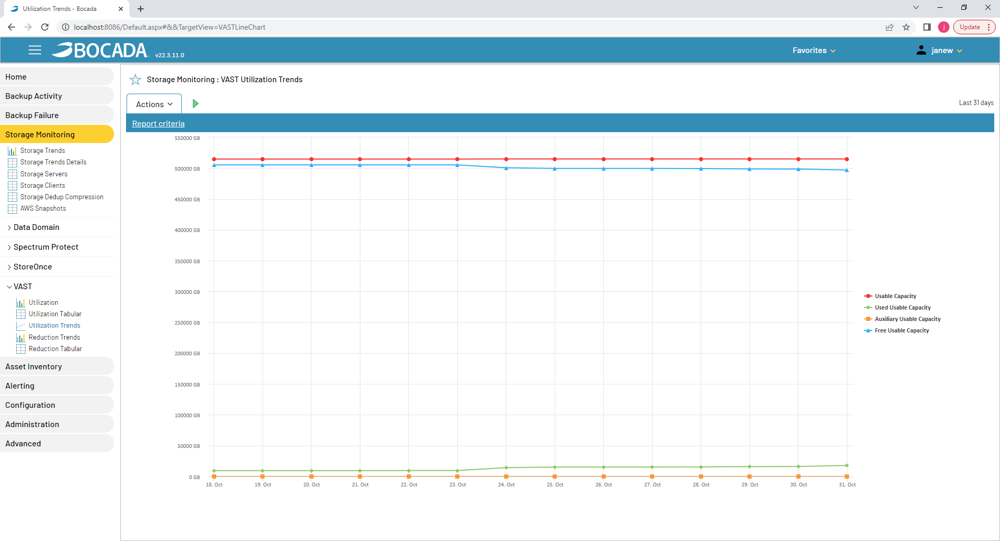 Utilization Trends - Bocada
localhost:8086/Default.aspx#&&TargetView=VASTLineChart
j
Update
BOCADA
v22.3.11.0
Favorites
janew
Home
Backup Activity
Backup Failure
Storage Monitoring
Storage Trends
Storage Trends Details
Storage Servers
Storage Clients
Storage Dedup Compression
AWS Snapshots
Data Domain
Spectrum Protect
StoreOnce
VAST
Utilization
Utilization Tabular
Utilization Trends
Reduction Trends
Reduction Tabular
Asset Inventory
Alerting
Configuration
Administration
Advanced
Storage Monitoring : VAST Utilization Trends
Actions
Last 31 days
Report criteria
550000 GB
500000 GB
450000 GB
400000 GB
350000 GB
300000 GB
250000 GB
200000 GB
150000 GB
100000 GB
50000 GB
0 GB
18. Oct 19. Oct 20. Oct 21. Oct 22. Oct 23. Oct 24. Oct 25. Oct 26. Oct 27. Oct 28. Oct 29. Oct 30. Oct 31. Oct
Usable Capacity
Used Usable Capacity
Auxiliary Usable Capacity
Free Usable Capacity